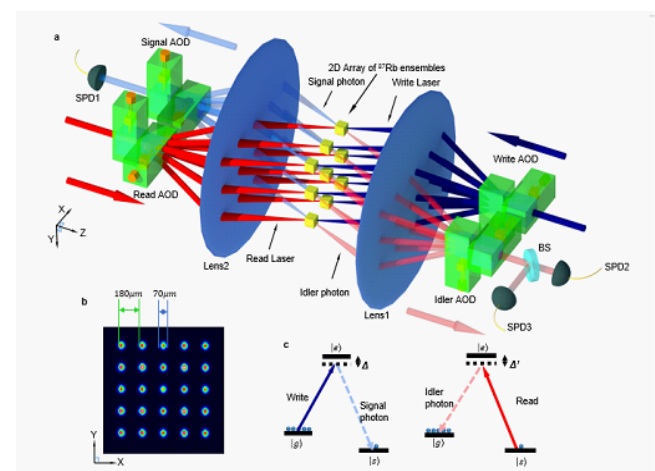 a
Signal AOD
2D Array of ⁸⁷Rb ensembles
Signal photon
Write Laser
SPD1
Write AOD
Read AOD
X
Y
Z
Lens2
Read Laser
Idler photon
Lens1
Idler AOD
BS
SPD2
SPD3
b
180μm
70μm
Y
X
c
|e⟩
Δ
Write
Signal
photon
|g⟩
|s⟩
|e⟩
Δ'
Idler
photon
Read
|g⟩
|s⟩